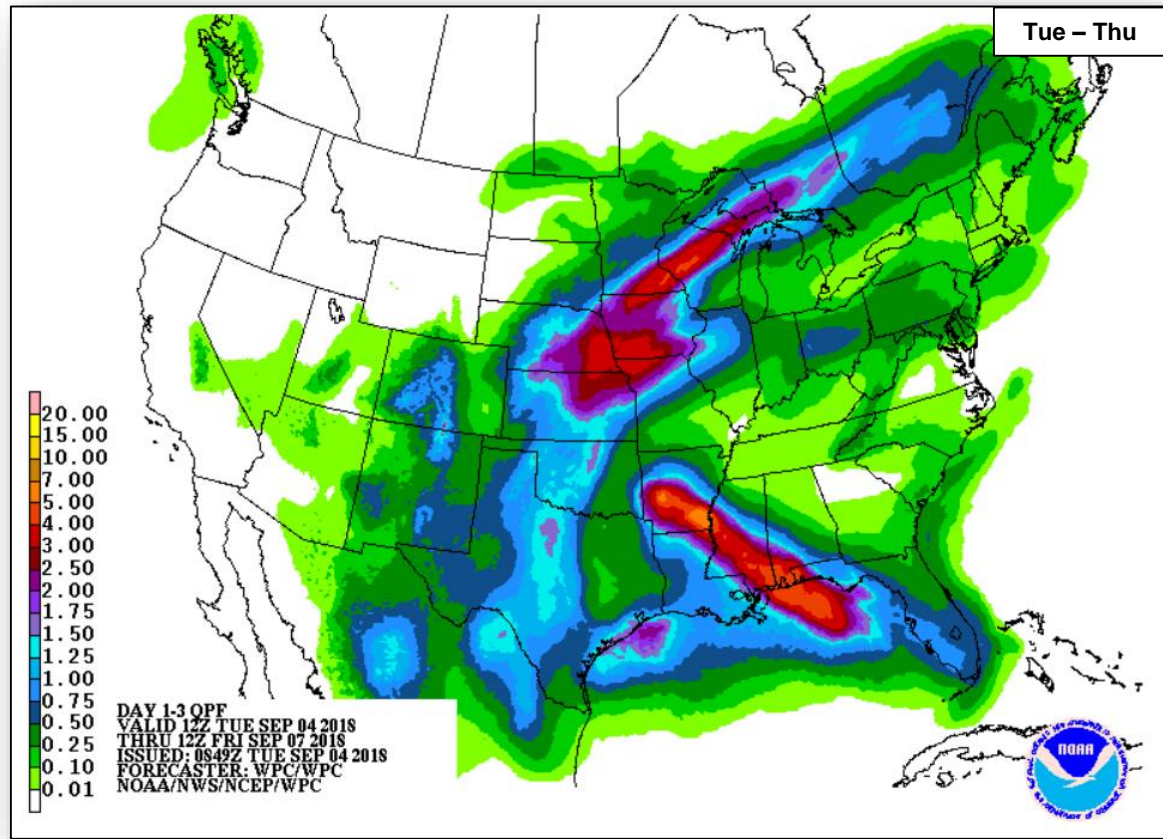 Tue – Thu
20.00
15.00
10.00
7.00
5.00
4.00
3.00
2.50
2.00
1.75
1.50
1.25
1.00
0.75
0.50
0.25
0.10
0.01
DAY 1-3 QPF
VALID 12Z TUE SEP 04 2018
THRU 12Z FRI SEP 07 2018
ISSUED: 0849Z TUE SEP 04 2018
FORECASTER: WPC/WPC
NOAA/NWS/NCEP/WPC
NOAA